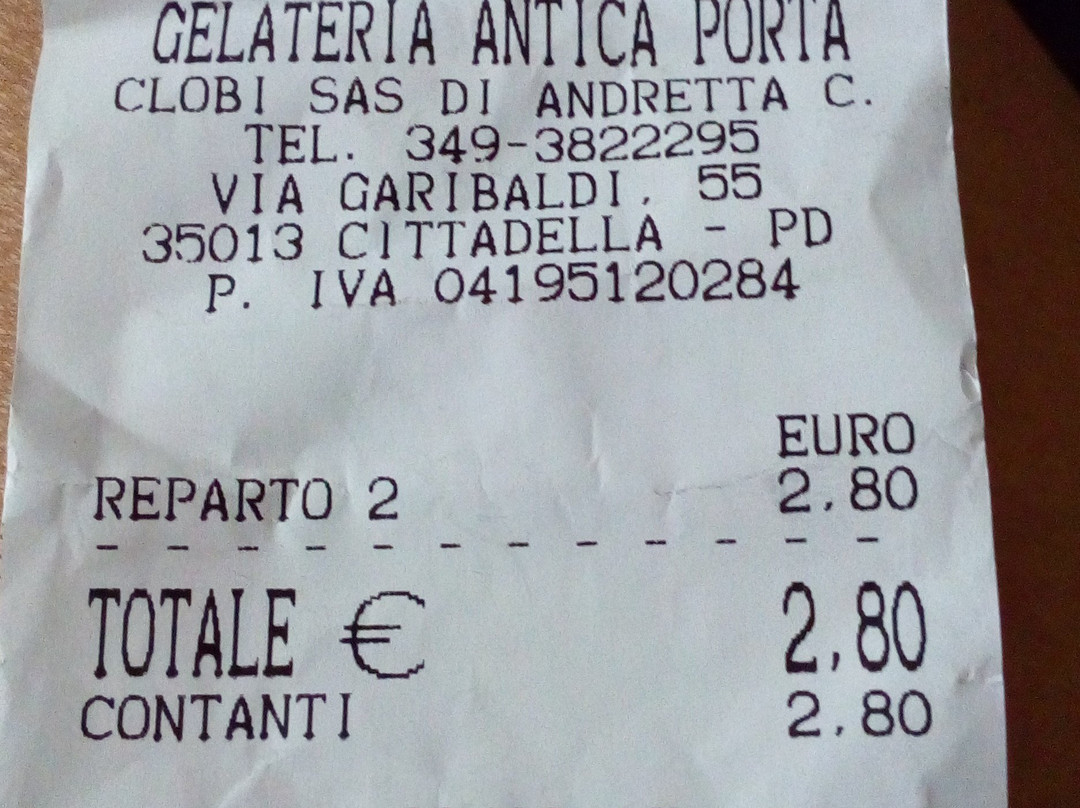 GELATERIA ANTICA PORTA
CLOBI SAS DI ANDRETTA C.
TEL. 349-3822295
VIA GARIBALDI, 55
35013 CITTADELLA - PD
P. IVA 04195120284
EURO
REPARTO 2 2,80
- - - - - - - - - - - -
TOTALE € 2,80
CONTANTI 2,80